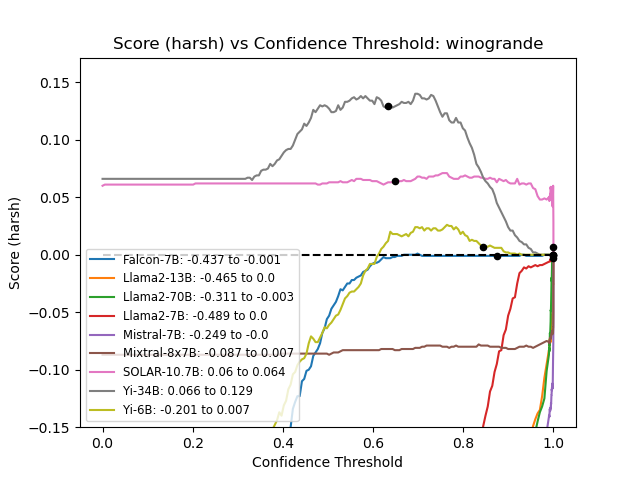 Score (harsh) vs Confidence Threshold: winogrande
Score (harsh)
0.15
0.10
0.05
0.00
−0.05
−0.10
−0.15
Falcon-7B: -0.437 to -0.001
Llama2-13B: -0.465 to 0.0
Llama2-70B: -0.311 to -0.003
Llama2-7B: -0.489 to 0.0
Mistral-7B: -0.249 to -0.0
Mixtral-8x7B: -0.087 to 0.007
SOLAR-10.7B: 0.06 to 0.064
Yi-34B: 0.066 to 0.129
Yi-6B: -0.201 to 0.007
0.0 0.2 0.4 0.6 0.8 1.0
Confidence Threshold